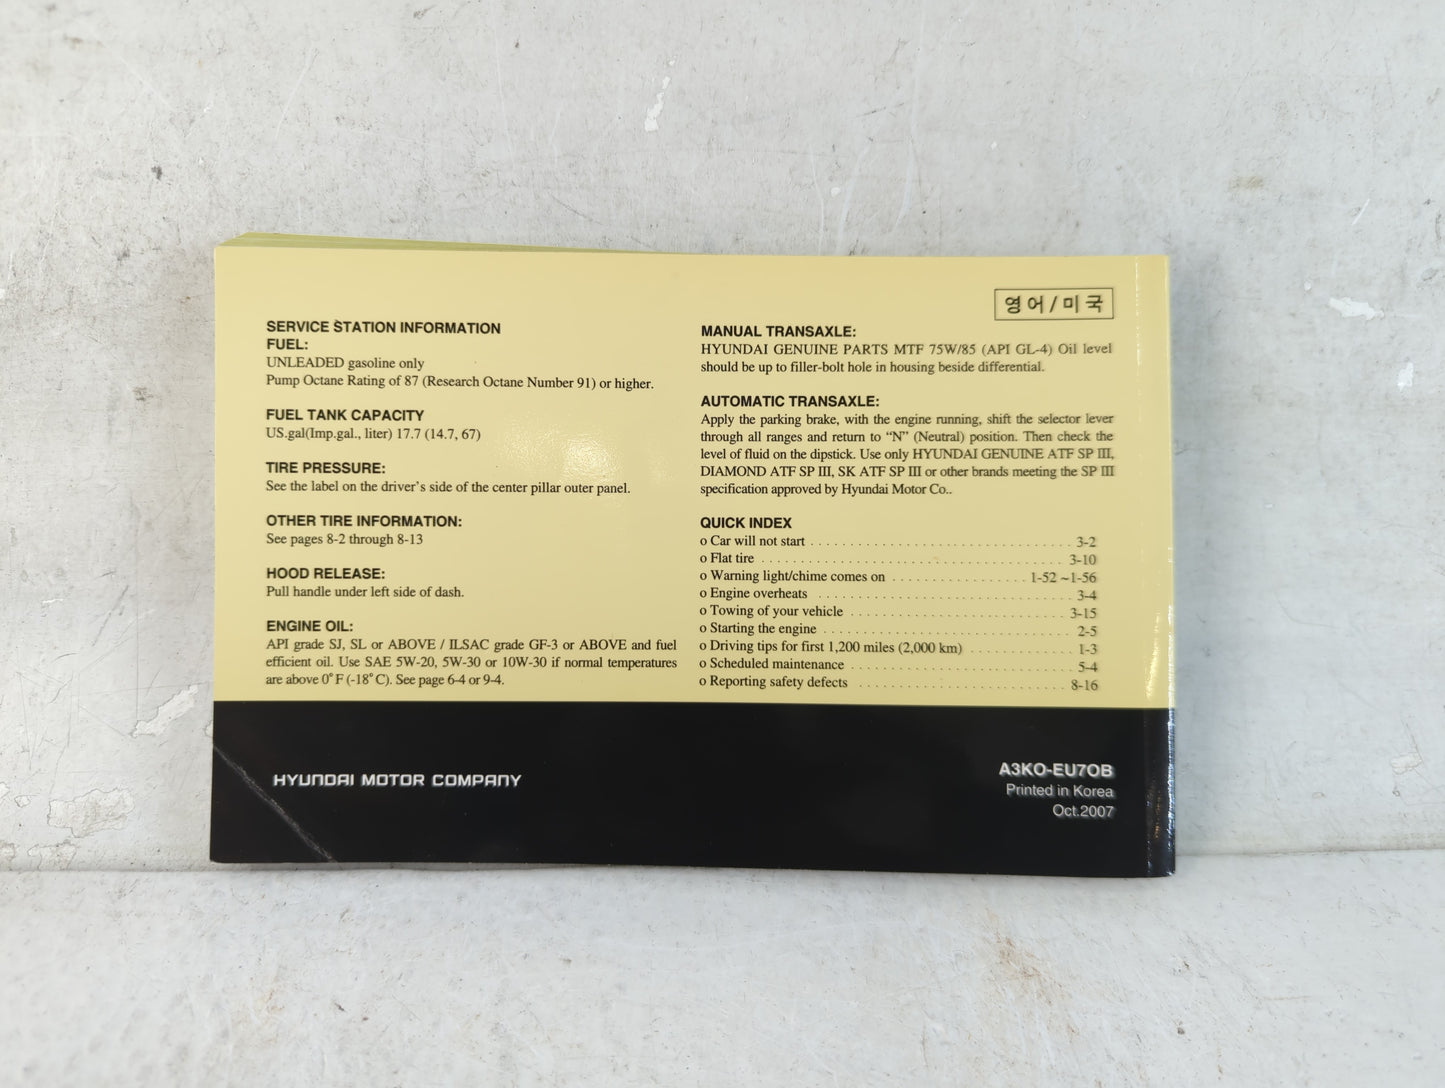 영어/미국
SERVICE STATION INFORMATION
FUEL:
UNLEADED gasoline only
Pump Octane Rating of 87 (Research Octane Number 91) or higher.
FUEL TANK CAPACITY
US.gal(Imp.gal., liter) 17.7 (14.7, 67)
TIRE PRESSURE:
See the label on the driver's side of the center pillar outer panel.
OTHER TIRE INFORMATION:
See pages 8-2 through 8-13
HOOD RELEASE:
Pull handle under left side of dash.
ENGINE OIL:
API grade SJ, SL or ABOVE / ILSAC grade GF-3 or ABOVE and fuel
efficient oil. Use SAE 5W-20, 5W-30 or 10W-30 if normal temperatures
are above 0°F (-18°C). See page 6-4 or 9-4.
MANUAL TRANSAXLE:
HYUNDAI GENUINE PARTS MTF 75W/85 (API GL-4) Oil level
should be up to filler-bolt hole in housing beside differential.
AUTOMATIC TRANSAXLE:
Apply the parking brake, with the engine running, shift the selector lever
through all ranges and return to “N” (Neutral) position. Then check the
level of fluid on the dipstick. Use only HYUNDAI GENUINE ATF SP III,
DIAMOND ATF SP III, SK ATF SP III or other brands meeting the SP III
specification approved by Hyundai Motor Co..
QUICK INDEX
o Car will not start . . . . . . . . . . . . . . . . . . . . 3-2
o Flat tire . . . . . . . . . . . . . . . . . . . . 3-10
o Warning light/chime comes on . . . . . . . . . . . . 1-52 ~1-56
o Engine overheats . . . . . . . . . . . . . . . . . . . . 3-4
o Towing of your vehicle . . . . . . . . . . . . . . . . . . . . 3-15
o Starting the engine . . . . . . . . . . . . . . . . . . . . 2-5
o Driving tips for first 1,200 miles (2,000 km) . . . . . . . . . . 1-3
o Scheduled maintenance . . . . . . . . . . . . . . . . . . . . 5-4
o Reporting safety defects . . . . . . . . . . . . . . . . . . . . 8-16
HYUNDAI MOTOR COMPANY
A3KO-EU7OB
Printed in Korea
Oct.2007